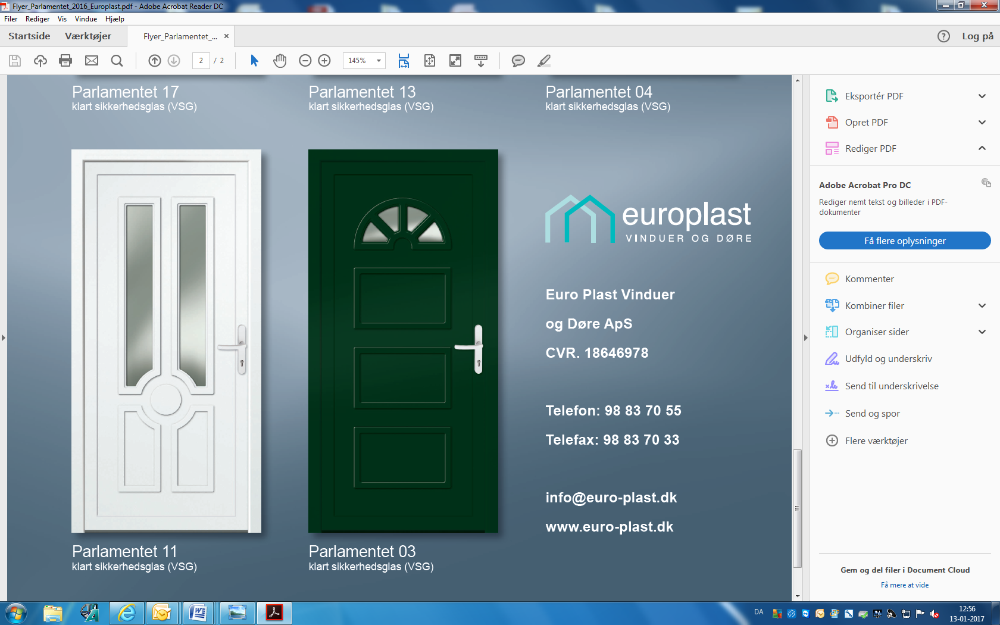 Flyer_Parlamentet_2016_Europlast.pdf - Adobe Acrobat Reader DC
Filer Rediger Vis Vindue Hjælp
Startside Værktøjer Flyer_Parlamentet_... × ? Log på
2 / 2 145%
Parlamentet 17
klart sikkerhedsglas (VSG)
Parlamentet 13
klart sikkerhedsglas (VSG)
Parlamentet 04
klart sikkerhedsglas (VSG)
europlast
VINDUER OG DØRE
Euro Plast Vinduer
og Døre ApS
CVR. 18646978
Telefon: 98 83 70 55
Telefax: 98 83 70 33
info@euro-plast.dk
www.euro-plast.dk
Parlamentet 11
klart sikkerhedsglas (VSG)
Parlamentet 03
klart sikkerhedsglas (VSG)
Eksportér PDF
Opret PDF
Rediger PDF
Adobe Acrobat Pro DC
Rediger nemt tekst og billeder i PDF-
dokumenter
Få flere oplysninger
Kommenter
Kombiner filer
Organiser sider
Udfyld og underskriv
Send til underskrivelse
Send og spor
Flere værktøjer
Gem og del filer i Document Cloud
Få mere at vide
DA
12:56
13-01-2017